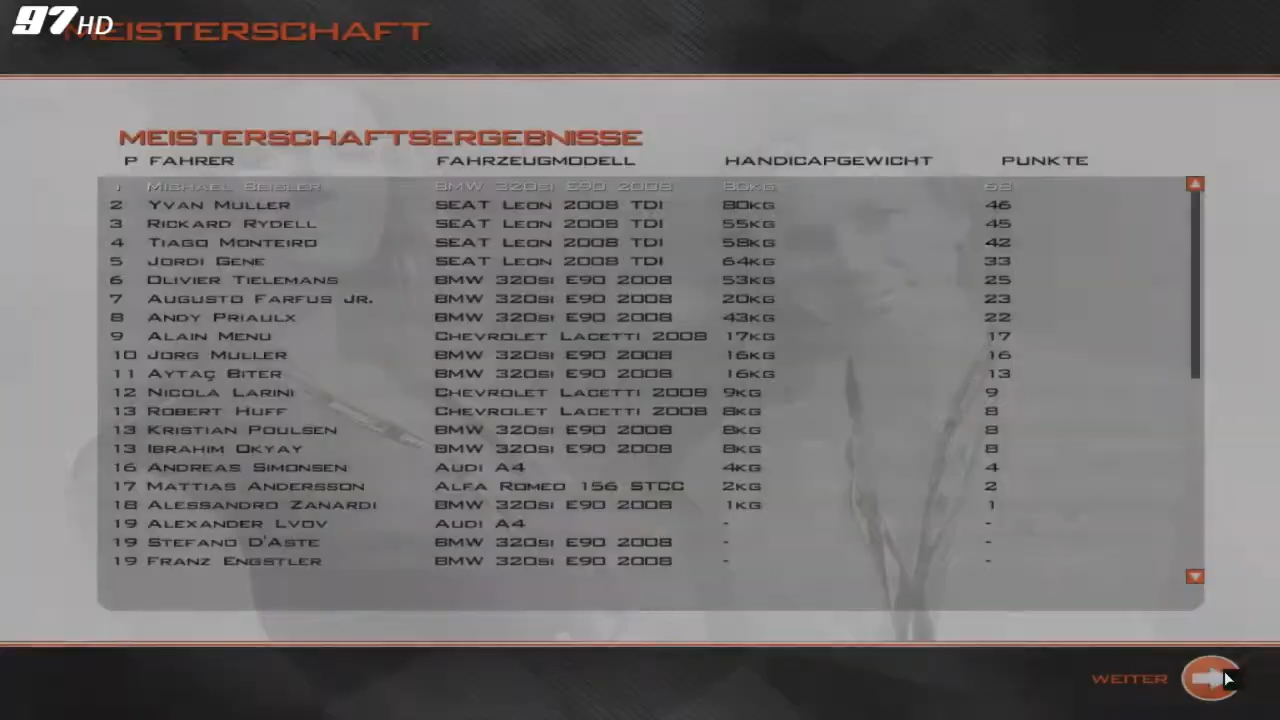 97 HD
MEISTERSCHAFT
MEISTERSCHAFTSERGEBNISSE
P FAHRER FAHRZEUGMODELL HANDICAPGEWICHT PUNKTE
1 MICHAEL BMW 320SI E90 2008 80KG
2 YVAN MULLER SEAT LEON 2008 TDI 80KG 46
3 RICKARD RYDELL SEAT LEON 2008 TDI 55KG 45
4 TIAGO MONTEIRO SEAT LEON 2008 TDI 58KG 42
5 JORDI GENE SEAT LEON 2008 TDI 64KG 33
6 OLIVIER TIELEMANS BMW 320SI E90 2008 53KG 25
7 AUGUSTO FARFUS JR. BMW 320SI E90 2008 20KG 23
8 ANDY PRIAULX BMW 320SI E90 2008 43KG 22
9 ALAIN MENU CHEVROLET LACETTI 2008 17KG 17
10 JORG MULLER BMW 320SI E90 2008 16KG 16
11 AYTAÇ BITER BMW 320SI E90 2008 16KG 13
12 NICOLA LARINI CHEVROLET LACETTI 2008 9KG 9
13 ROBERT HUFF CHEVROLET LACETTI 2008 8KG 8
13 KRISTIAN POULSEN BMW 320SI E90 2008 8KG 8
13 IBRAHIM OKYAY BMW 320SI E90 2008 8KG 8
16 ANDREAS SIMONSEN AUDI A4 4KG 4
17 MATTIAS ANDERSSON ALFA ROMEO 156 STCC 2KG 2
18 ALESSANDRO ZANARDI BMW 320SI E90 2008 1KG 1
19 ALEXANDER LVOV AUDI A4 - -
19 STEFANO D'ASTE BMW 320SI E90 2008 - -
19 FRANZ ENGSTLER BMW 320SI E90 2008 - -
WEITER